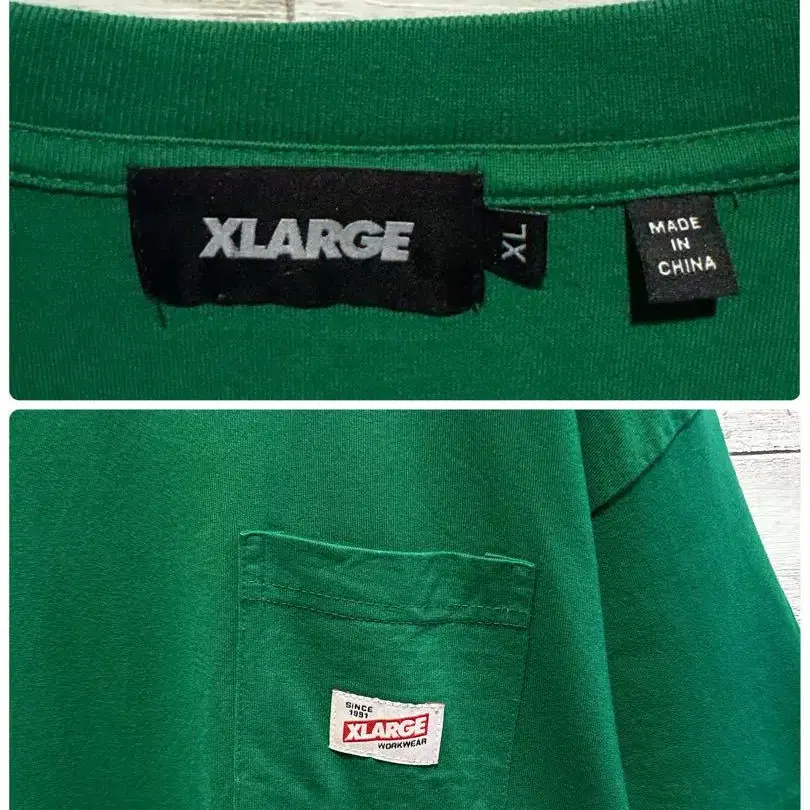 XLARGE
XL
MADE
IN
CHINA
SINCE
1991
XLARGE
WORKWEAR